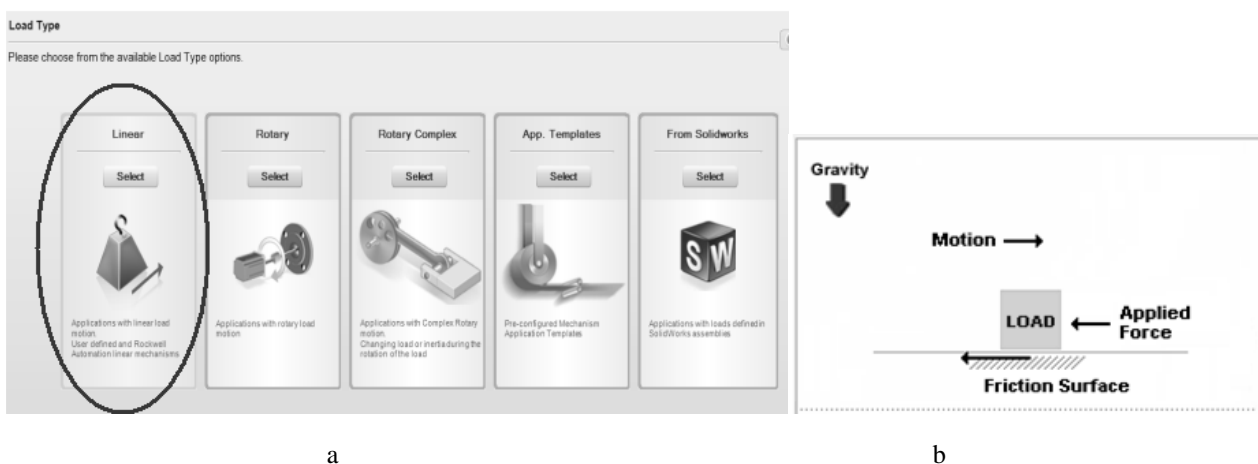 Load Type
Please choose from the available Load Type options.
Linear
Select
Applications with linear load
motion.
User defined and Rockwell
Automation linear mechanisms
Rotary
Select
Applications with rotary load
motion
Rotary Complex
Select
Applications with Complex Rotary
motion.
Changing load or inertia during the
rotation of the load
App. Templates
Select
Pre-configured Mechanism
Application Templates
From Solidworks
Select
S W
Applications with loads defined in
SolidWorks assemblies
Gravity
Motion
LOAD
Applied
Force
Friction Surface
a
b